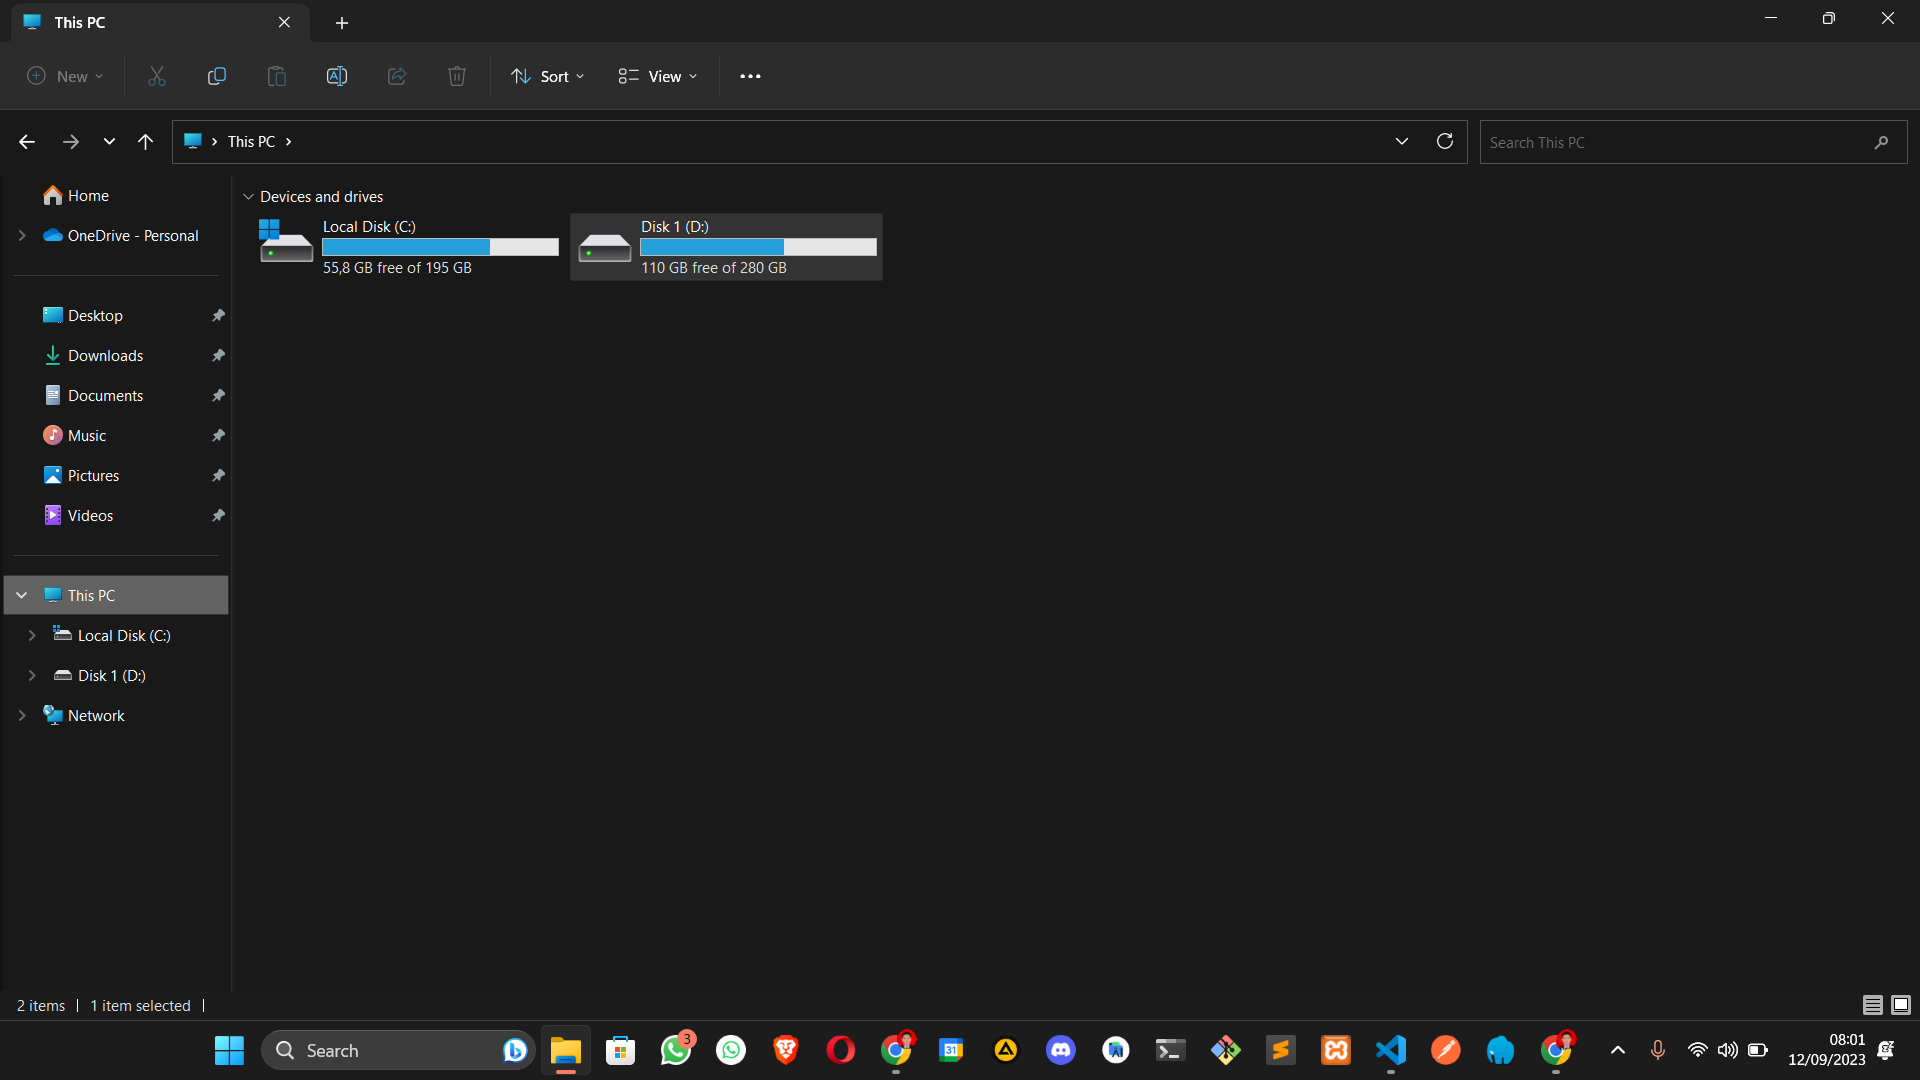 This PC
New
Sort
View
This PC
Search This PC
Home
OneDrive - Personal
Desktop
Downloads
Documents
Music
Pictures
Videos
This PC
Local Disk (C:)
Disk 1 (D:)
Network
Devices and drives
Local Disk (C:)
55,8 GB free of 195 GB
Disk 1 (D:)
110 GB free of 280 GB
2 items
1 item selected
Search
3
31
08:01
12/09/2023